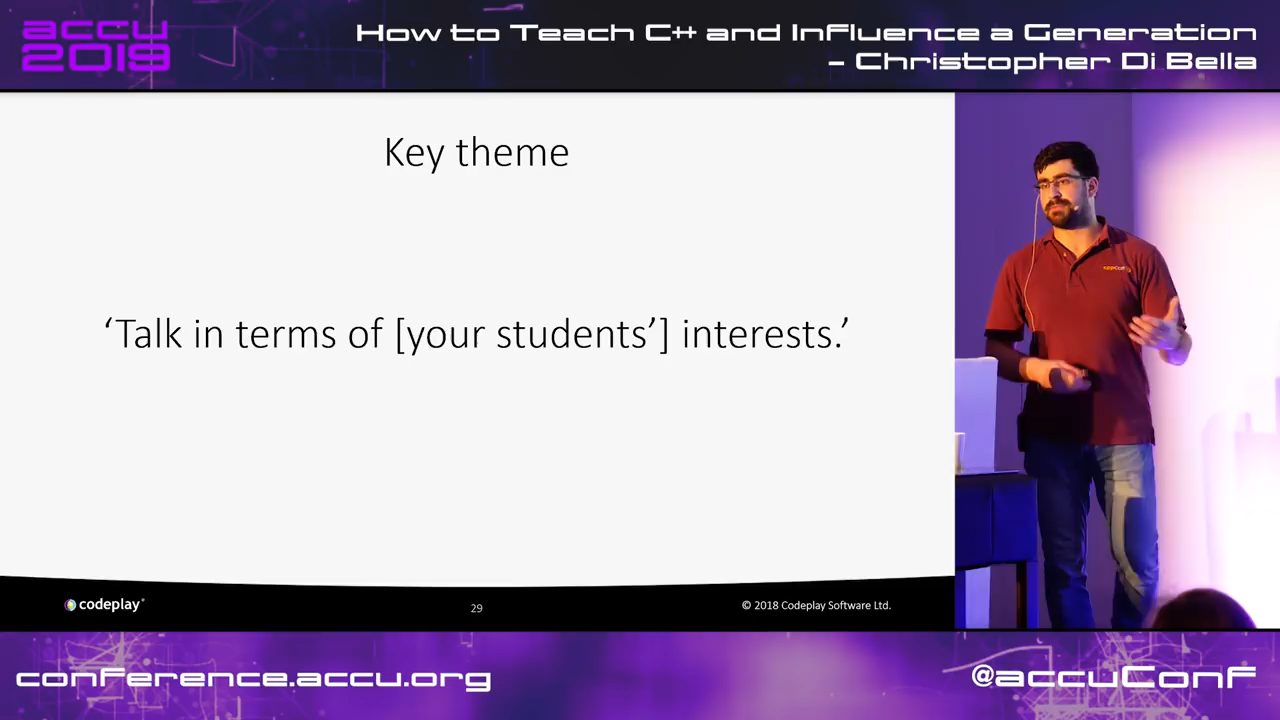 accu
2019
How to Teach C++ and Influence a Generation
– Christopher Di Bella
Key theme
‘Talk in terms of [your students’] interests.’
codeplay®
29
© 2018 Codeplay Software Ltd.
conference.accu.org
@accuConf